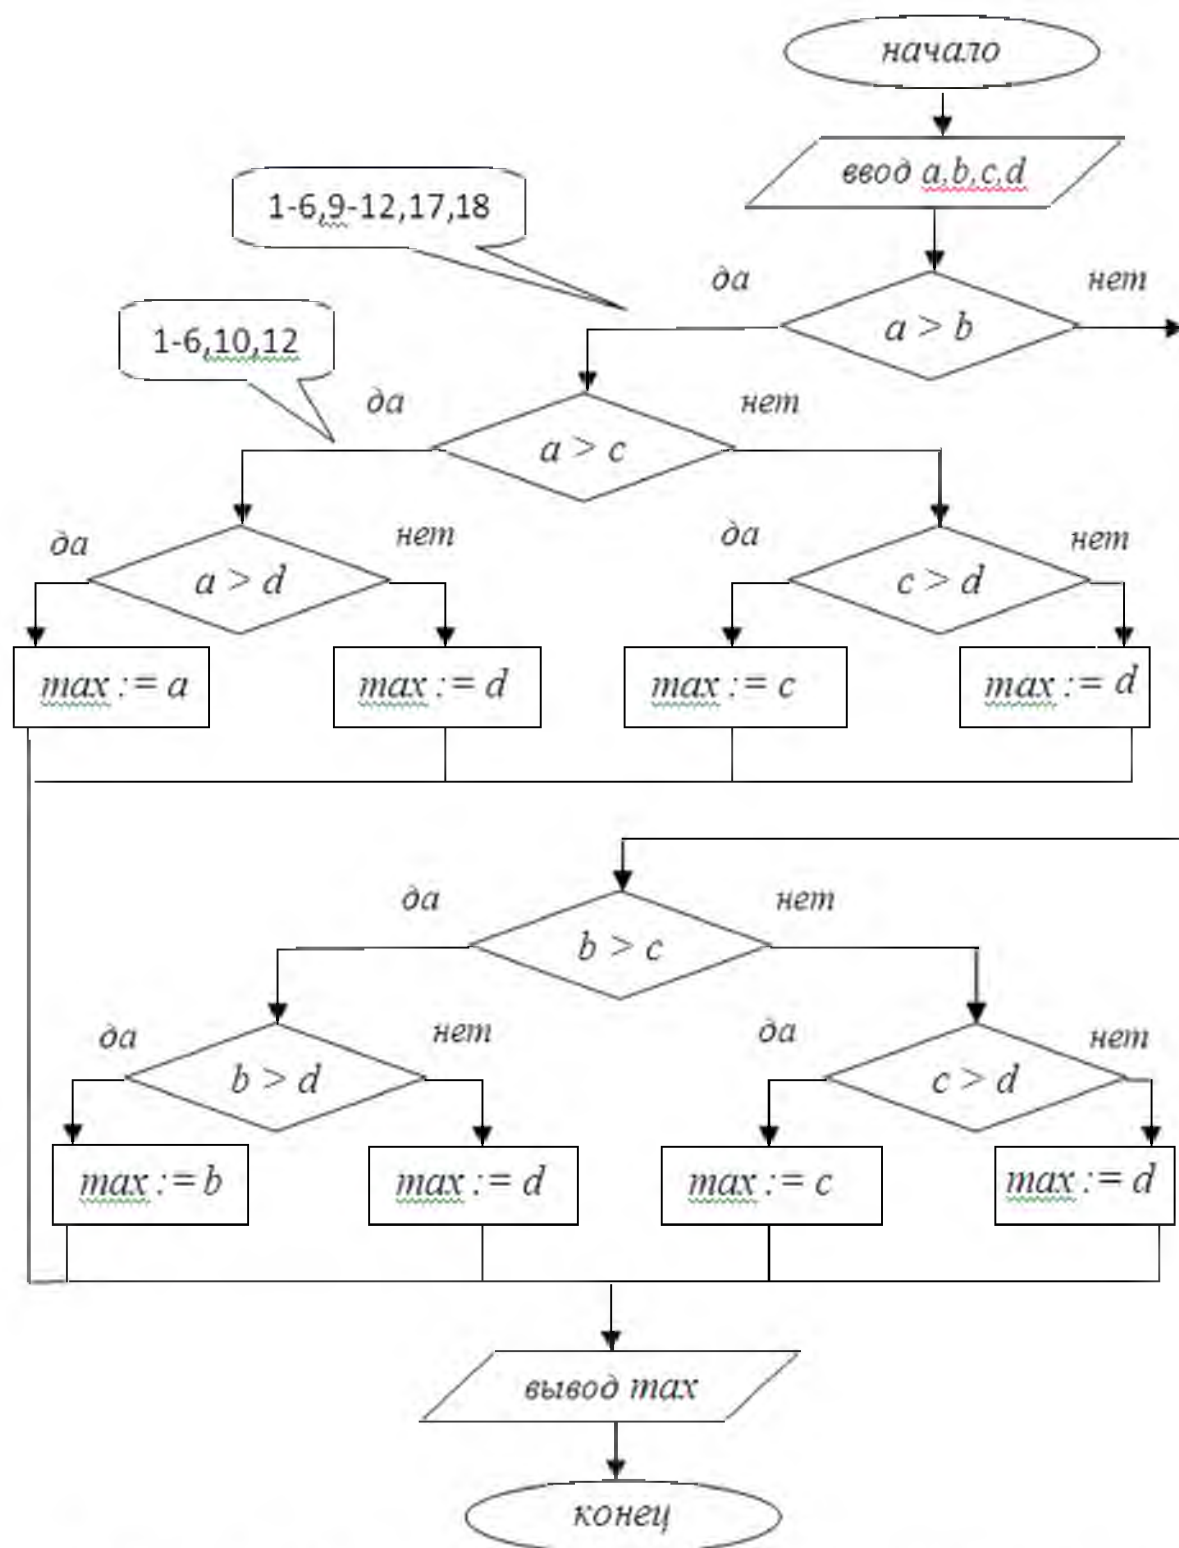 начало
ввод a,b,c,d
1-6,9-12,17,18
да
нет
a > b
1-6,10,12
да
нет
a > c
да
нет
да
нет
a > d
c > d
max := a
max := d
max := c
max := d
да
нет
b > c
да
нет
да
нет
b > d
c > d
max := b
max := d
max := c
max := d
вывод max
конец